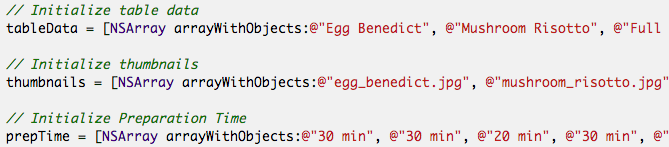 // Initialize table data
tableData = [NSArray arrayWithObjects:@"Egg Benedict", @"Mushroom Risotto", @"Full
// Initialize thumbnails
thumbnails = [NSArray arrayWithObjects:@"egg_benedict.jpg", @"mushroom_risotto.jpg"
// Initialize Preparation Time
prepTime = [NSArray arrayWithObjects:@"30 min", @"30 min", @"20 min", @"30 min", @"